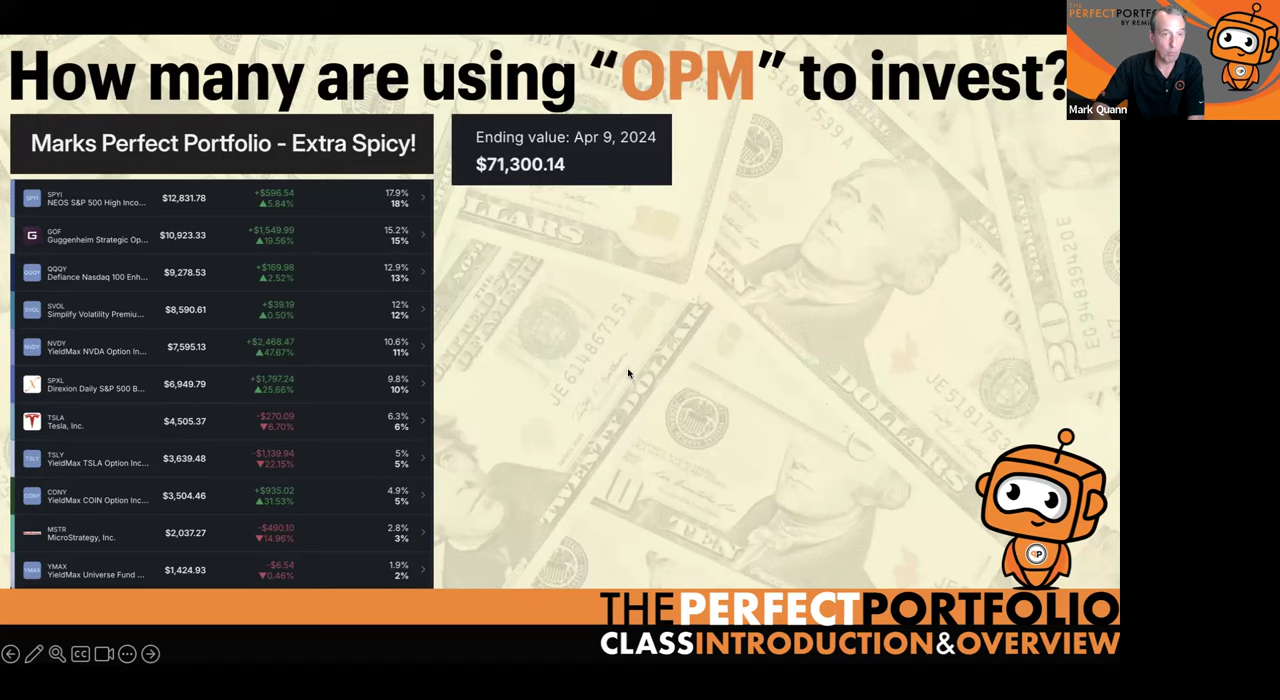 How many are using “OPM” to invest?
THE
PERFECTPORTFO
BY REMI
Mark Quann
Marks Perfect Portfolio - Extra Spicy!
Ending value: Apr 9, 2024
$71,300.14
SPYI
NEOS S&P 500 High Inco... $12,831.78 +$596.54 ▲5.84% 17.9% 18%
GOF
Guggenheim Strategic Op... $10,923.33 +$1,549.99 ▲19.56% 15.2% 15%
QQQY
Defiance Nasdaq 100 Enh... $9,278.53 +$169.98 ▲2.52% 12.9% 13%
SVOL
Simplify Volatility Premiu... $8,590.61 +$39.19 ▲0.50% 12% 12%
NVDY
YieldMax NVDA Option In... $7,595.13 +$2,468.47 ▲47.67% 10.6% 11%
SPXL
Direxion Daily S&P 500 B... $6,949.79 +$1,797.24 ▲25.66% 9.8% 10%
TSLA
Tesla, Inc. $4,505.37 -$270.09 ▼6.70% 6.3% 6%
TSLY
YieldMax TSLA Option Inc... $3,639.48 -$1,139.94 ▼22.15% 5% 5%
CONY
YieldMax COIN Option Inc... $3,504.46 +$935.02 ▲31.53% 4.9% 5%
MSTR
MicroStrategy, Inc. $2,037.27 -$490.10 ▼14.96% 2.8% 3%
YMAX
YieldMax Universe Fund ... $1,424.93 -$6.54 ▼0.46% 1.9% 2%
THEPERFECTPORTFOLIO
CLASSINTRODUCTION&OVERVIEW